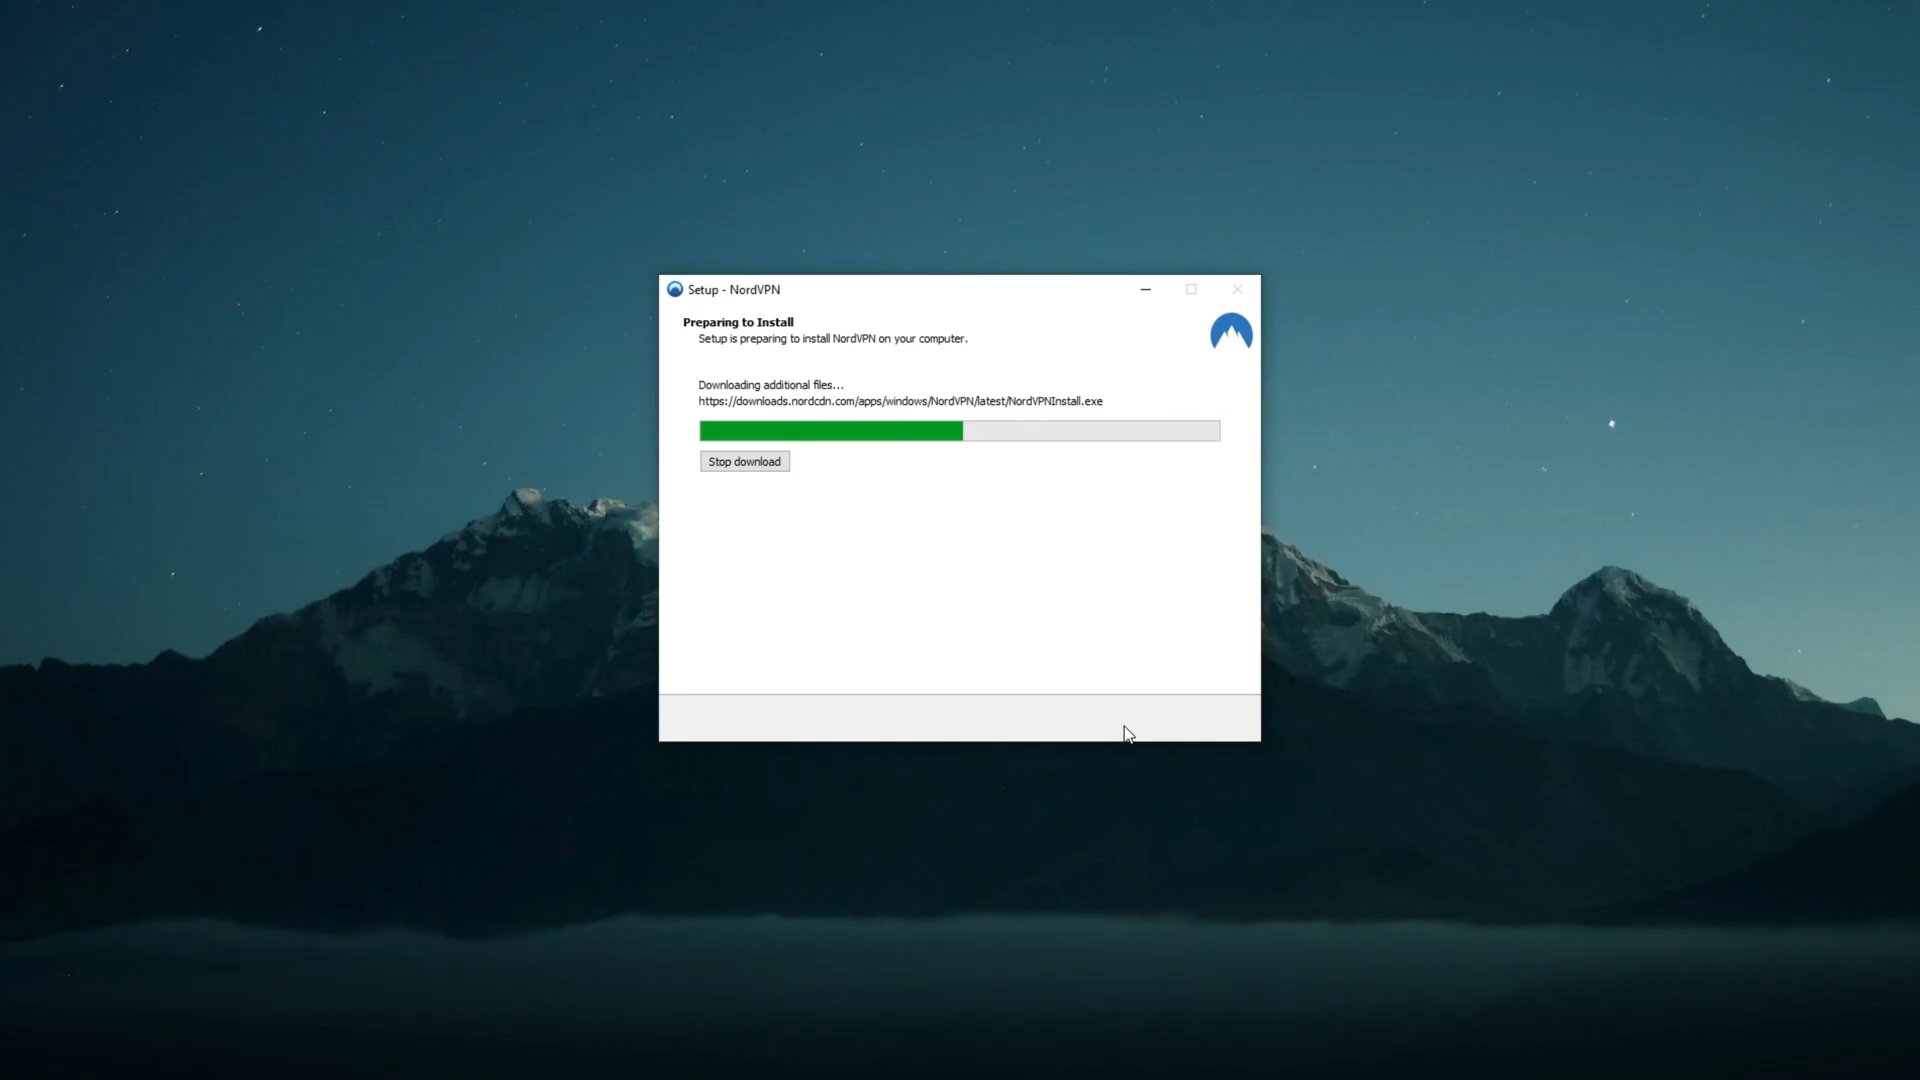 Setup - NordVPN
Preparing to Install
Setup is preparing to install NordVPN on your computer.
Downloading additional files...
https://downloads.nordcdn.com/apps/windows/NordVPN/latest/NordVPNInstall.exe
Stop download